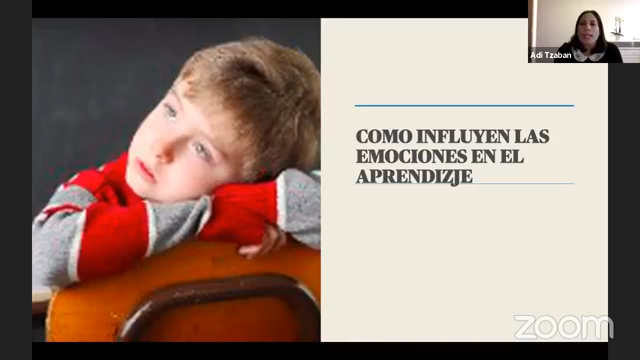 Adi Tzaban
COMO INFLUYEN LAS
EMOCIONES EN EL
APRENDIZJE
zoom